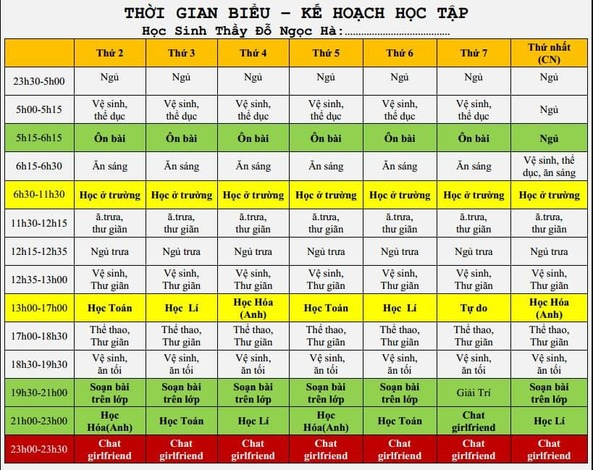 THỜI GIAN BIỂU – KẾ HOẠCH HỌC TẬP
Học Sinh Thầy Đỗ Ngọc Hà:........................................
Thứ 2 Thứ 3 Thứ 4 Thứ 5 Thứ 6 Thứ 7 Thứ nhất
(CN)
23h30-5h00 Ngủ Ngủ Ngủ Ngủ Ngủ Ngủ Ngủ
5h00-5h15 Vệ sinh, Vệ sinh, Vệ sinh, Vệ sinh, Vệ sinh, Vệ sinh, Ngủ
thể dục thể dục thể dục thể dục thể dục thể dục
5h15-6h15 Ôn bài Ôn bài Ôn bài Ôn bài Ôn bài Ôn bài Ngủ
6h15-6h30 Ăn sáng Ăn sáng Ăn sáng Ăn sáng Ăn sáng Ăn sáng Vệ sinh, thể
dục, ăn sáng
6h30-11h30 Học ở trường Học ở trường Học ở trường Học ở trường Học ở trường Học ở trường Học ở trường
11h30-12h15 ă.trưa, ă.trưa, ă.trưa, ă.trưa, ă.trưa, ă.trưa, ă.trưa,
thư giãn thư giãn thư giãn thư giãn thư giãn thư giãn thư giãn
12h15-12h35 Ngủ trưa Ngủ trưa Ngủ trưa Ngủ trưa Ngủ trưa Ngủ trưa Ngủ trưa
12h35-13h00 Vệ sinh, Vệ sinh, Vệ sinh, Vệ sinh, Vệ sinh, Vệ sinh, Vệ sinh,
Thư giãn Thư giãn Thư giãn Thư giãn Thư giãn Thư giãn Thư giãn
13h00-17h00 Học Toán Học Lí Học Hóa Học Toán Học Lí Tự do Học Hóa
(Anh) (Anh)
17h00-18h30 Thể thao, Thể thao, Thể thao, Thể thao, Thể thao, Thể thao, Thể thao,
Thư giãn Thư giãn Thư giãn Thư giãn Thư giãn Thư giãn Thư giãn
18h30-19h30 Vệ sinh, Vệ sinh, Vệ sinh, Vệ sinh, Vệ sinh, Vệ sinh, Vệ sinh,
ăn tối ăn tối ăn tối ăn tối ăn tối ăn tối ăn tối
19h30-21h00 Soạn bài Soạn bài Soạn bài Soạn bài Soạn bài Giải Trí Soạn bài
trên lớp trên lớp trên lớp trên lớp trên lớp trên lớp
21h00-23h00 Học Học Toán Học Lí Học Học Toán Chat Học Lí
Hóa(Anh) Hóa(Anh) girlfriend
23h00-23h30 Chat Chat Chat Chat Chat Chat Chat
girlfriend girlfriend girlfriend girlfriend girlfriend girlfriend girlfriend